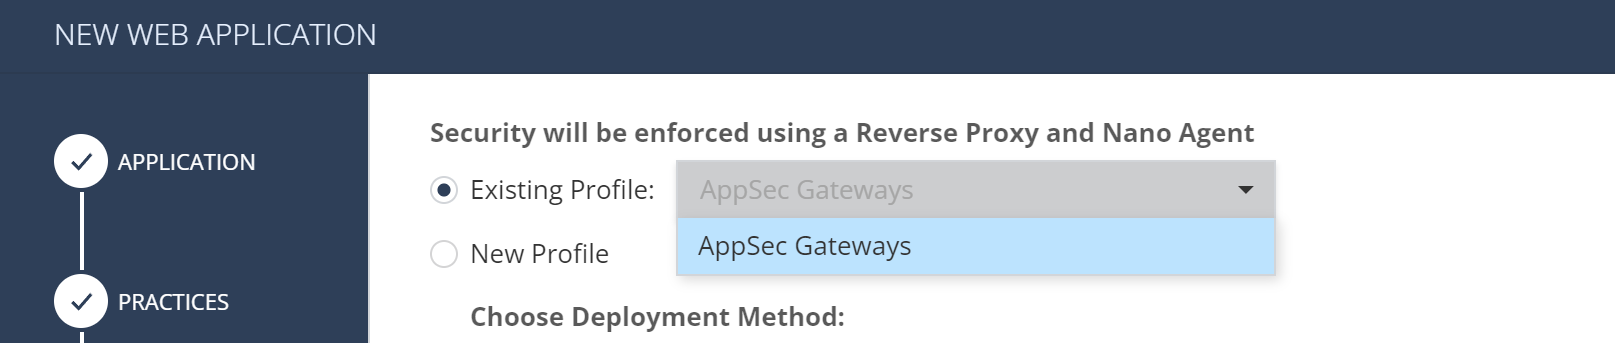 NEW WEB APPLICATION
APPLICATION
PRACTICES
Security will be enforced using a Reverse Proxy and Nano Agent
Existing Profile: AppSec Gateways
AppSec Gateways
New Profile
Choose Deployment Method: